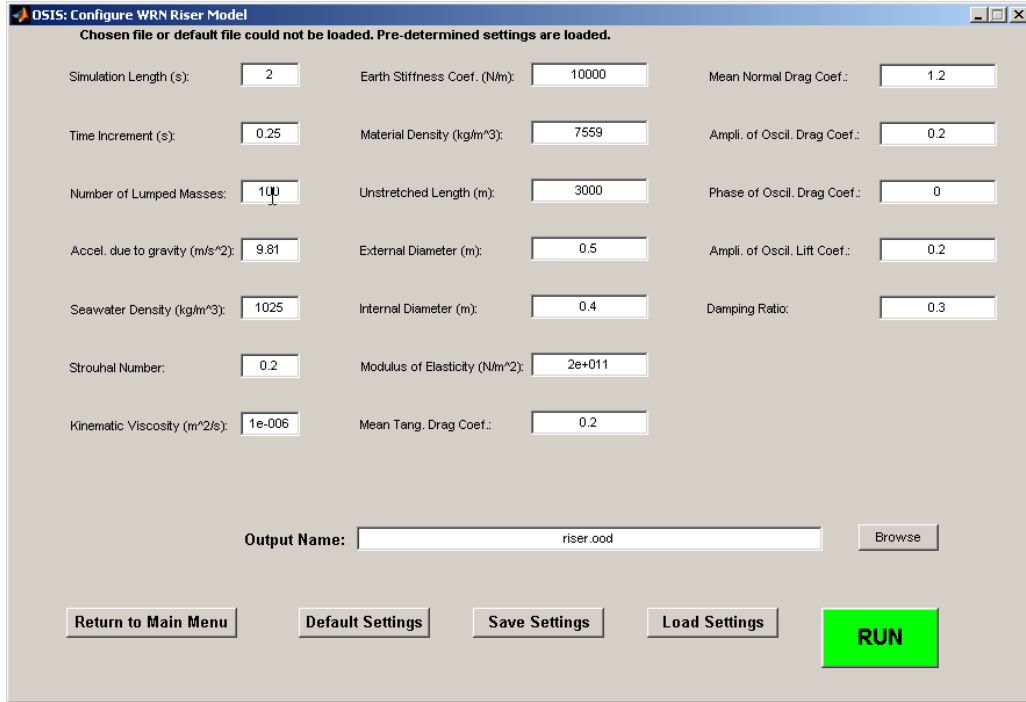 OSIS: Configure WRN Riser Model
Chosen file or default file could not be loaded. Pre-determined settings are loaded.
Simulation Length (s): 2 Earth Stiffness Coef. (N/m): 10000 Mean Normal Drag Coef.: 1.2
Time Increment (s): 0.25 Material Density (kg/m^3): 7559 Ampli. of Oscil. Drag Coef.: 0.2
Number of Lumped Masses: 100 Unstretched Length (m): 3000 Phase of Oscil. Drag Coef.: 0
Accel. due to gravity (m/s^2): 9.81 External Diameter (m): 0.5 Ampli. of Oscil. Lift Coef.: 0.2
Seawater Density (kg/m^3): 1025 Internal Diameter (m): 0.4 Damping Ratio: 0.3
Strouhal Number: 0.2 Modulus of Elasticity (N/m^2): 2e+011
Kinematic Viscosity (m^2/s): 1e-006 Mean Tang. Drag Coef.: 0.2
Output Name: riser.ood Browse
Return to Main Menu Default Settings Save Settings Load Settings RUN